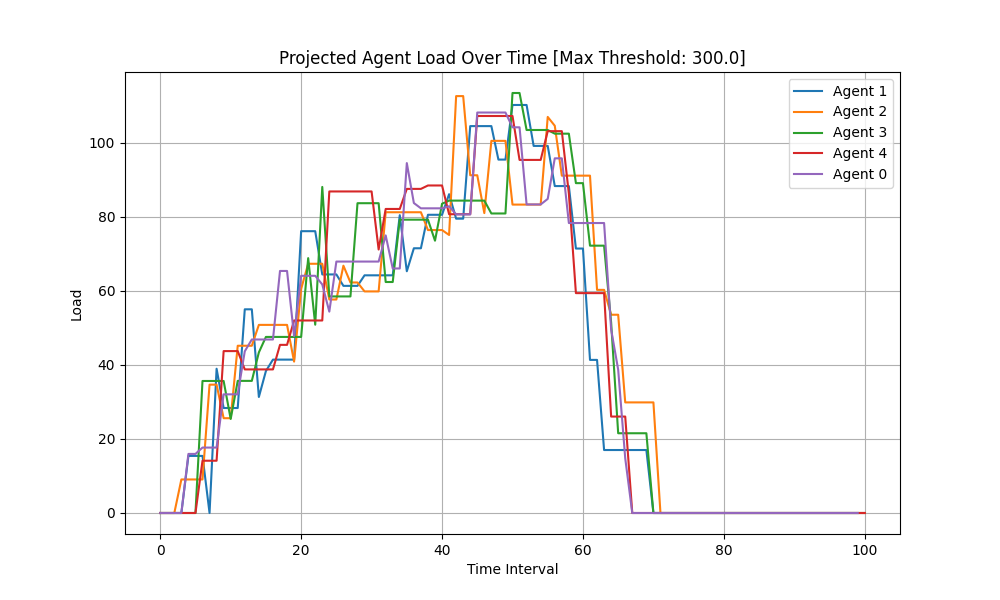 Projected Agent Load Over Time [Max Threshold: 300.0]
Agent 1
Agent 2
Agent 3
Agent 4
Agent 0
Load
100
80
60
40
20
0
0 20 40 60 80 100
Time Interval